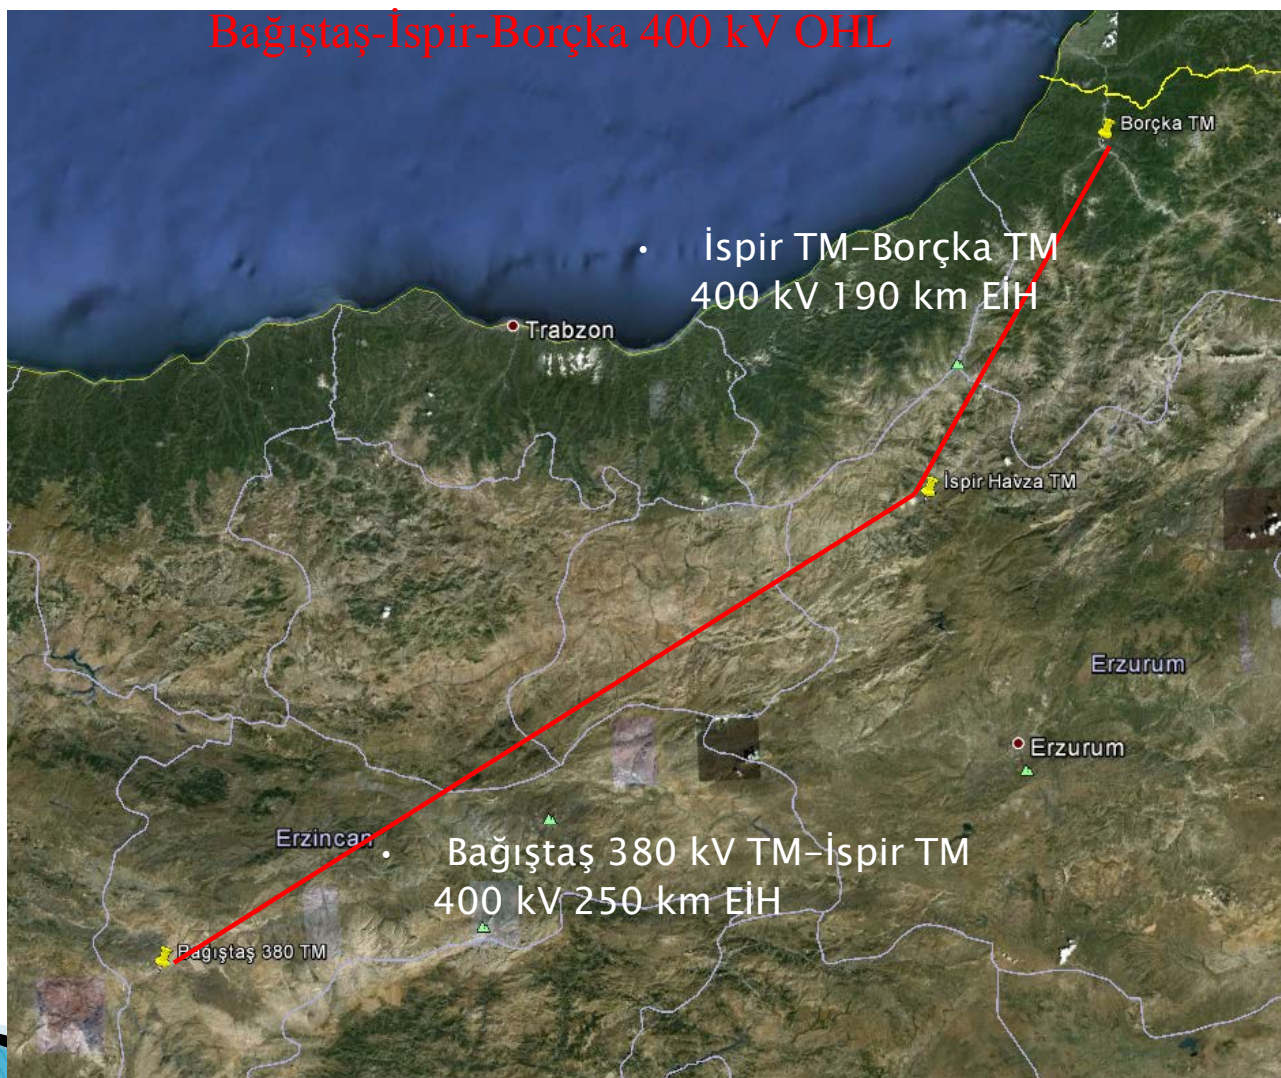 Bağıştaş-İspir-Borçka 400 kV OHL
Borçka TM
• İspir TM–Borçka TM
400 kV 190 km EİH
Trabzon
İspir Havza TM
Erzurum
Erzurum
Erzincan
• Bağıştaş 380 kV TM–İspir TM
400 kV 250 km EİH
Bağıştaş 380 TM